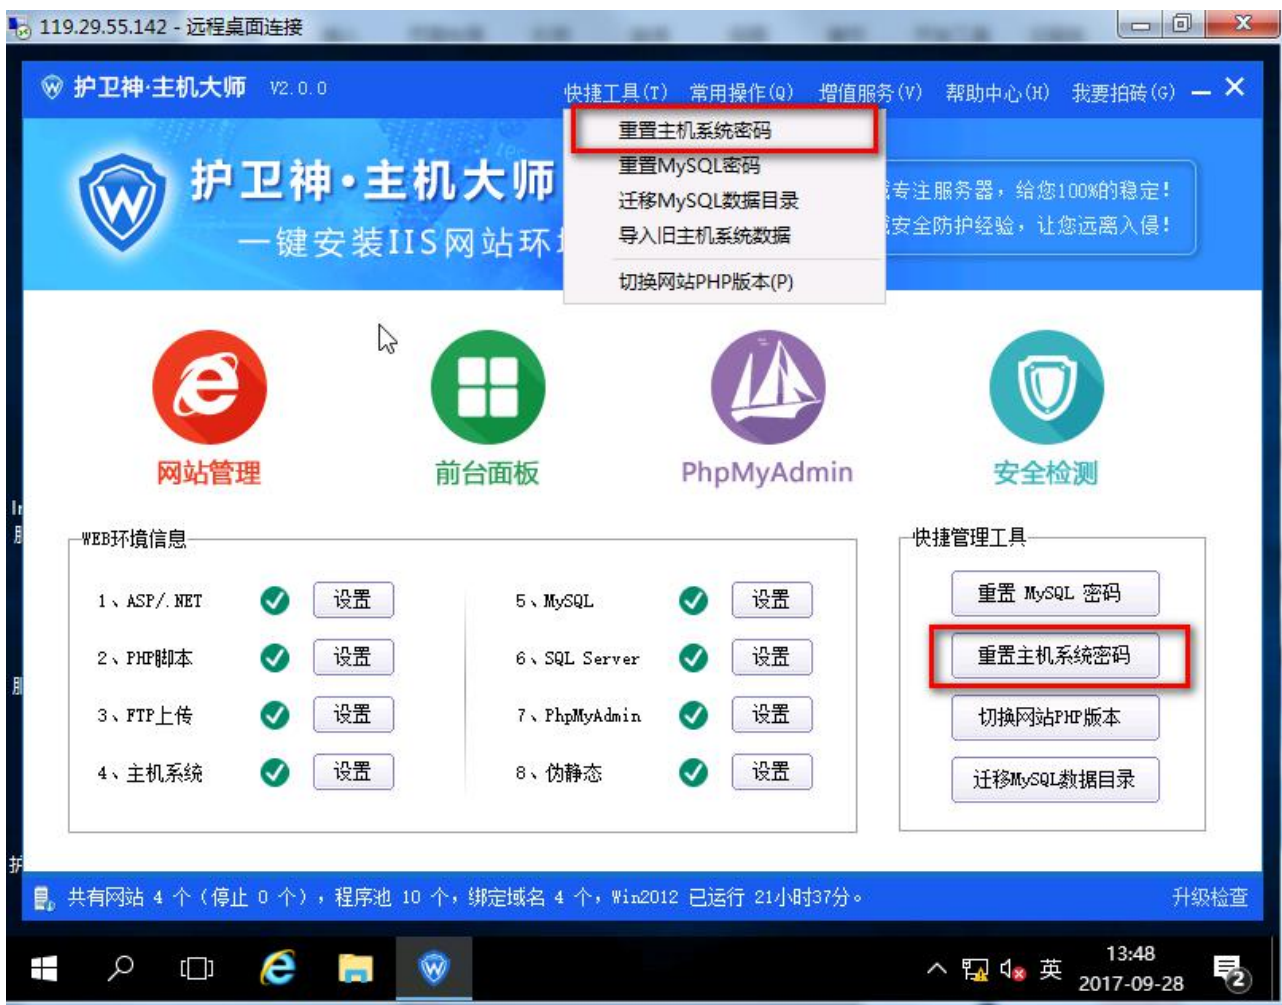 119.29.55.142 - 远程桌面连接
护卫神·主机大师 V2.0.0 快捷工具(T) 常用操作(Q) 增值服务(V) 帮助中心(H) 我要拍砖(G)
重置主机系统密码
重置MySQL密码
迁移MySQL数据目录
导入旧主机系统数据
切换网站PHP版本(P)
护卫神·主机大师
一键安装IIS网站环
专注服务器，给您100%的稳定！
安全防护经验，让您远离入侵！
网站管理 前台面板 PhpMyAdmin 安全检测
WEB环境信息
1、ASP/.NET 设置 5、MySQL 设置
2、PHP脚本 设置 6、SQL Server 设置
3、FTP上传 设置 7、PhpMyAdmin 设置
4、主机系统 设置 8、伪静态 设置
快捷管理工具
重置 MySQL 密码
重置主机系统密码
切换网站PHP版本
迁移MySQL数据目录
共有网站 4 个（停止 0 个），程序池 10 个，绑定域名 4 个，Win2012 已运行 21小时37分。 升级检查
英 13:48
2017-09-28
2